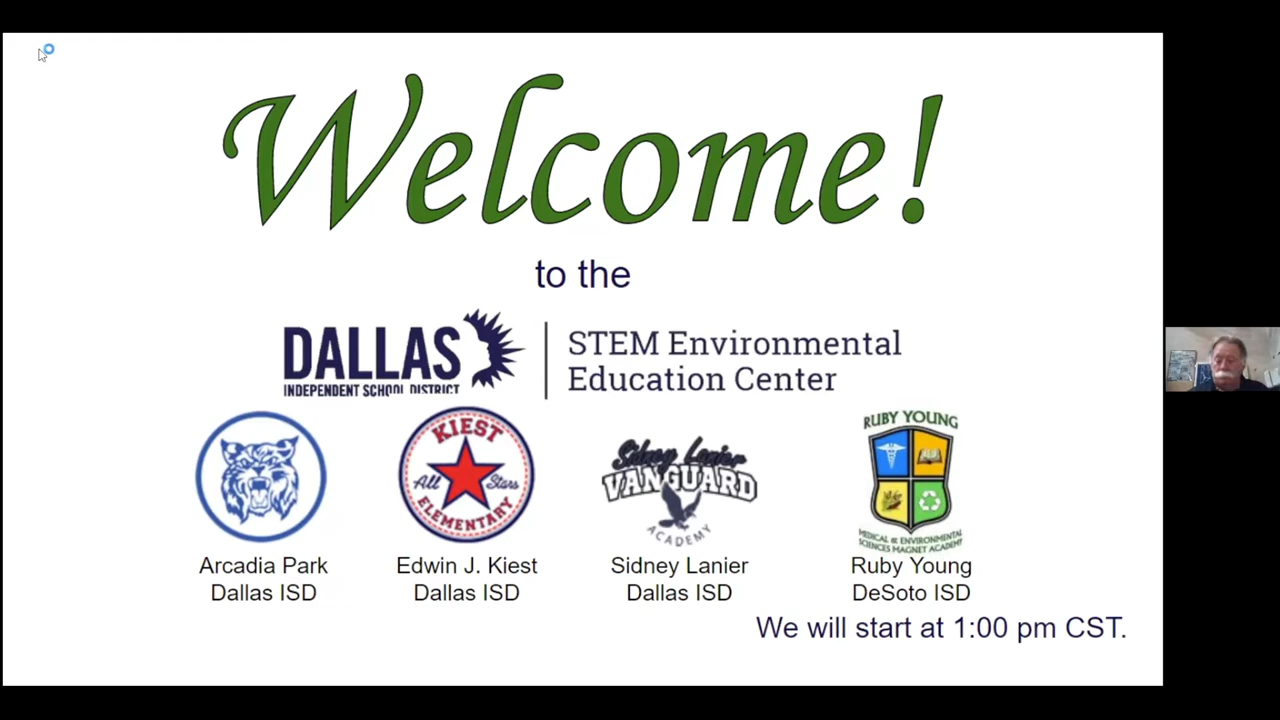 Welcome!
to the
DALLAS
INDEPENDENT SCHOOL DISTRICT
STEM Environmental
Education Center
KIEST
All Stars
ELEMENTARY
Sidney Lanier
VANGUARD
ACADEMY
RUBY YOUNG
MEDICAL & ENVIRONMENTAL
SCIENCES MAGNET ACADEMY
Arcadia Park
Dallas ISD
Edwin J. Kiest
Dallas ISD
Sidney Lanier
Dallas ISD
Ruby Young
DeSoto ISD
We will start at 1:00 pm CST.